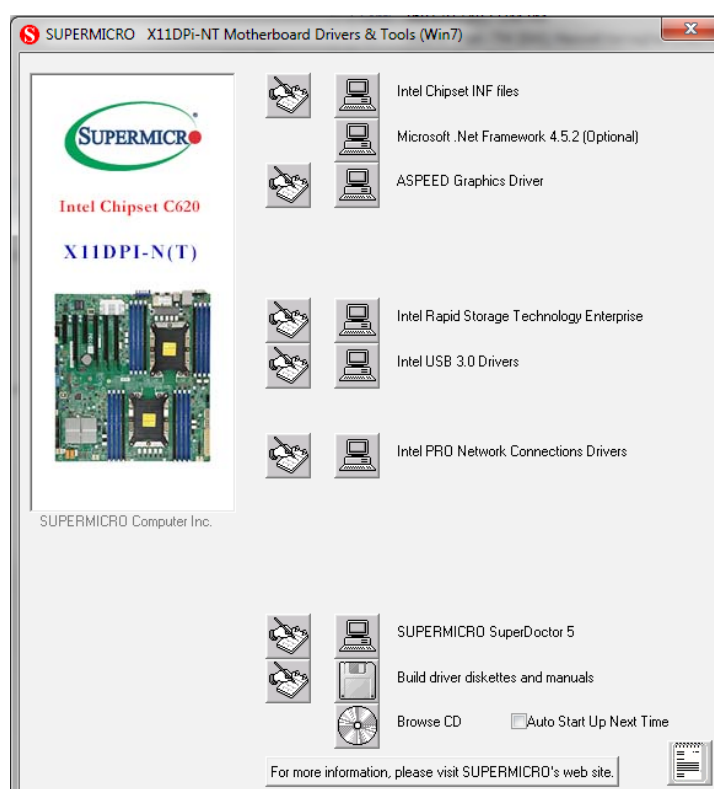 SUPERMICRO X11DPi-NT Motherboard Drivers & Tools (Win7)
SUPERMICRO
Intel Chipset C620
X11DPI-N(T)
SUPERMICRO Computer Inc.
Intel Chipset INF files
Microsoft .Net Framework 4.5.2 (Optional)
ASPEED Graphics Driver
Intel Rapid Storage Technology Enterprise
Intel USB 3.0 Drivers
Intel PRO Network Connections Drivers
SUPERMICRO SuperDoctor 5
Build driver diskettes and manuals
Browse CD Auto Start Up Next Time
For more information, please visit SUPERMICRO's web site.